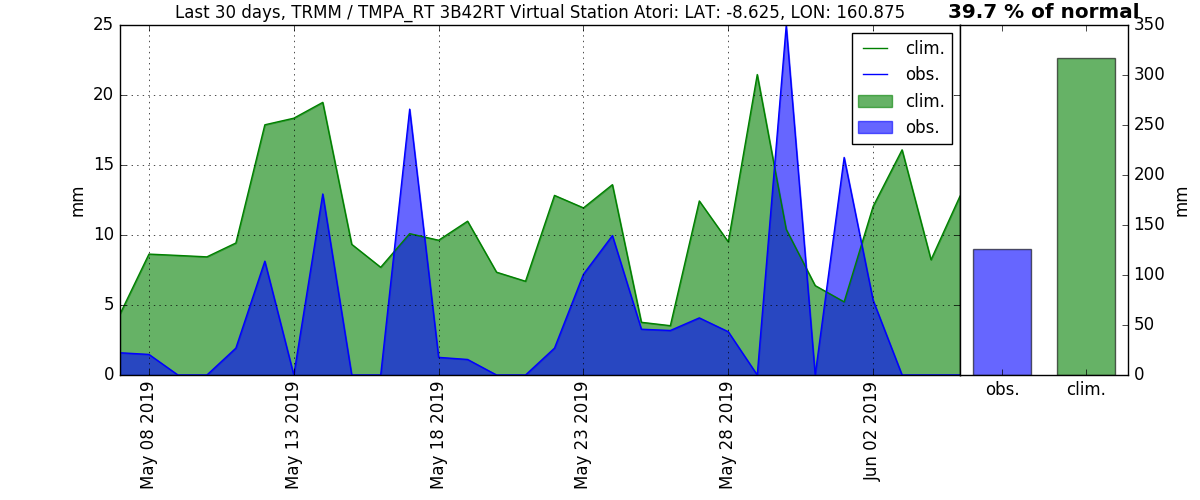 Last 30 days, TRMM / TMPA_RT 3B42RT Virtual Station Atori: LAT: -8.625, LON: 160.875
39.7 % of normal
25
20
15
10
5
0
mm
clim.
obs.
clim.
obs.
May 08 2019
May 13 2019
May 18 2019
May 23 2019
May 28 2019
Jun 02 2019
350
300
250
200
150
100
50
0
mm
obs.
clim.